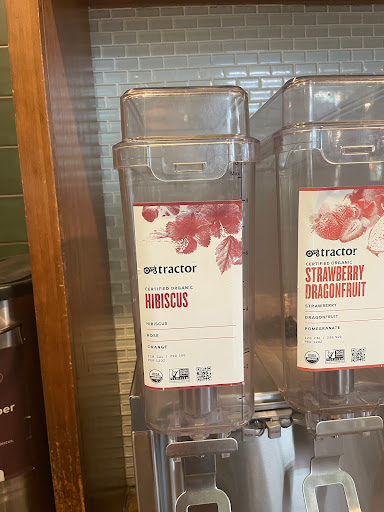 tractor
CERTIFIED ORGANIC
HIBISCUS
HIBISCUS
ROSE
ORANGE
tractor
CERTIFIED ORGANIC
STRAWBERRY
DRAGONFRUIT
STRAWBERRY
DRAGONFRUIT
POMEGRANATE